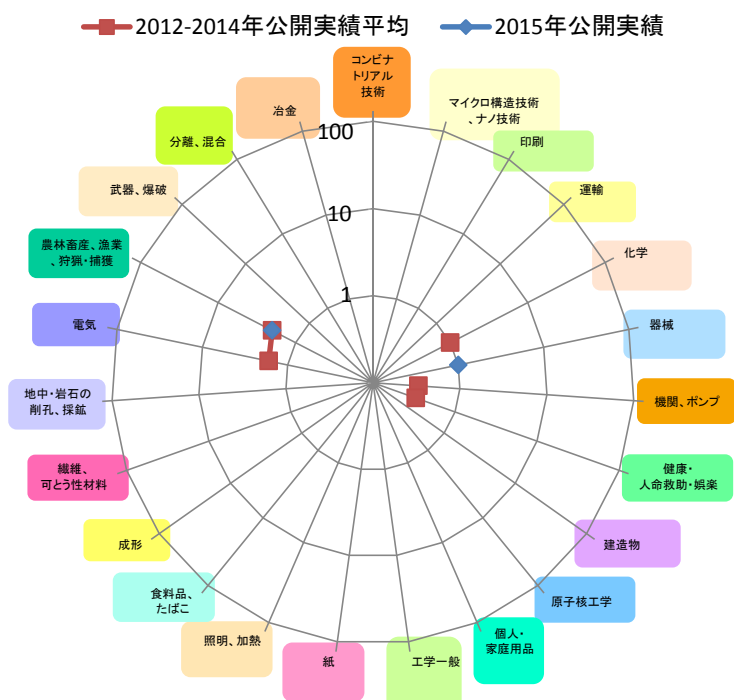 2012-2014年公開実績平均
2015年公開実績
コンビナ
トリアル
技術
マイクロ構造技術
、ナノ技術
印刷
運輸
化学
器械
機関、ポンプ
健康・
人命救助・娯楽
建造物
原子核工学
個人・
家庭用品
工学一般
紙
照明、加熱
食料品、
たばこ
成形
繊維、
可とう性材料
地中・岩石の
削孔、採鉱
電気
農林畜産、漁業
、狩猟・捕獲
武器、爆破
分離、混合
冶金
100
10
1